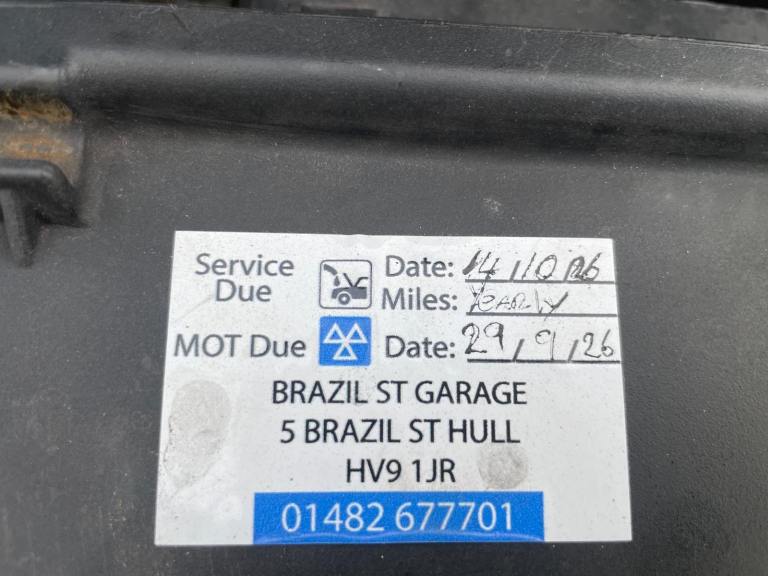 Service Due
Date: 14/10/26
Miles: Yearly
MOT Due Date: 29/9/26
BRAZIL ST GARAGE
5 BRAZIL ST HULL
HV9 1JR
01482 677701